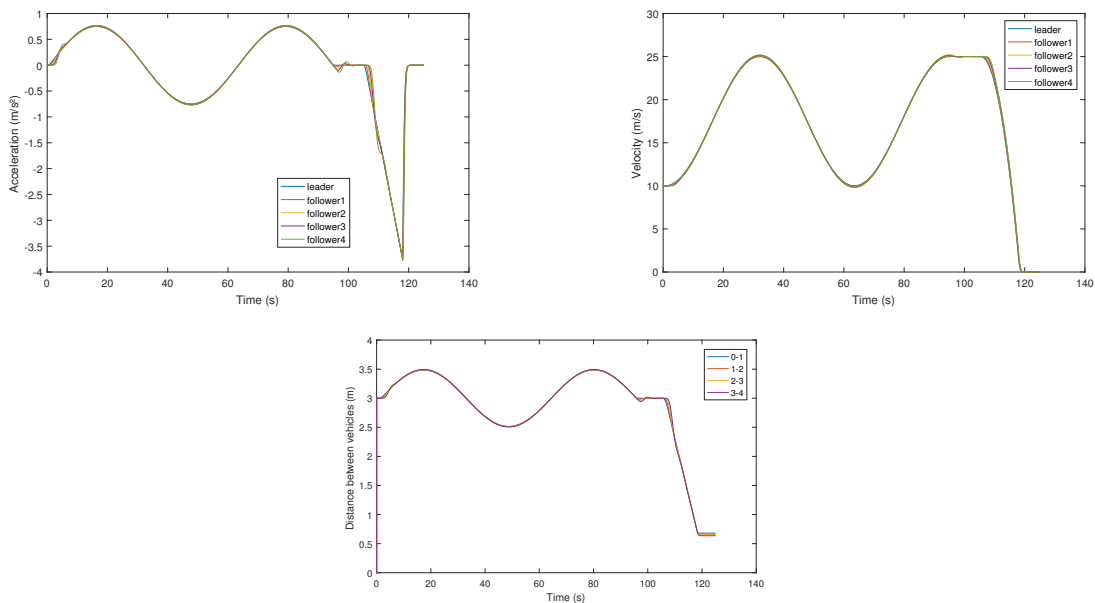 1
0.5
0
-0.5
-1
-1.5
-2
-2.5
-3
-3.5
-4
Acceleration (m/s²)
leader
follower1
follower2
follower3
follower4
0 20 40 60 80 100 120 140
Time (s)
30
25
20
15
10
5
0
Velocity (m/s)
leader
follower1
follower2
follower3
follower4
0 20 40 60 80 100 120 140
Time (s)
4
3.5
3
2.5
2
1.5
1
0.5
0
Distance between vehicles (m)
0-1
1-2
2-3
3-4
0 20 40 60 80 100 120 140
Time (s)